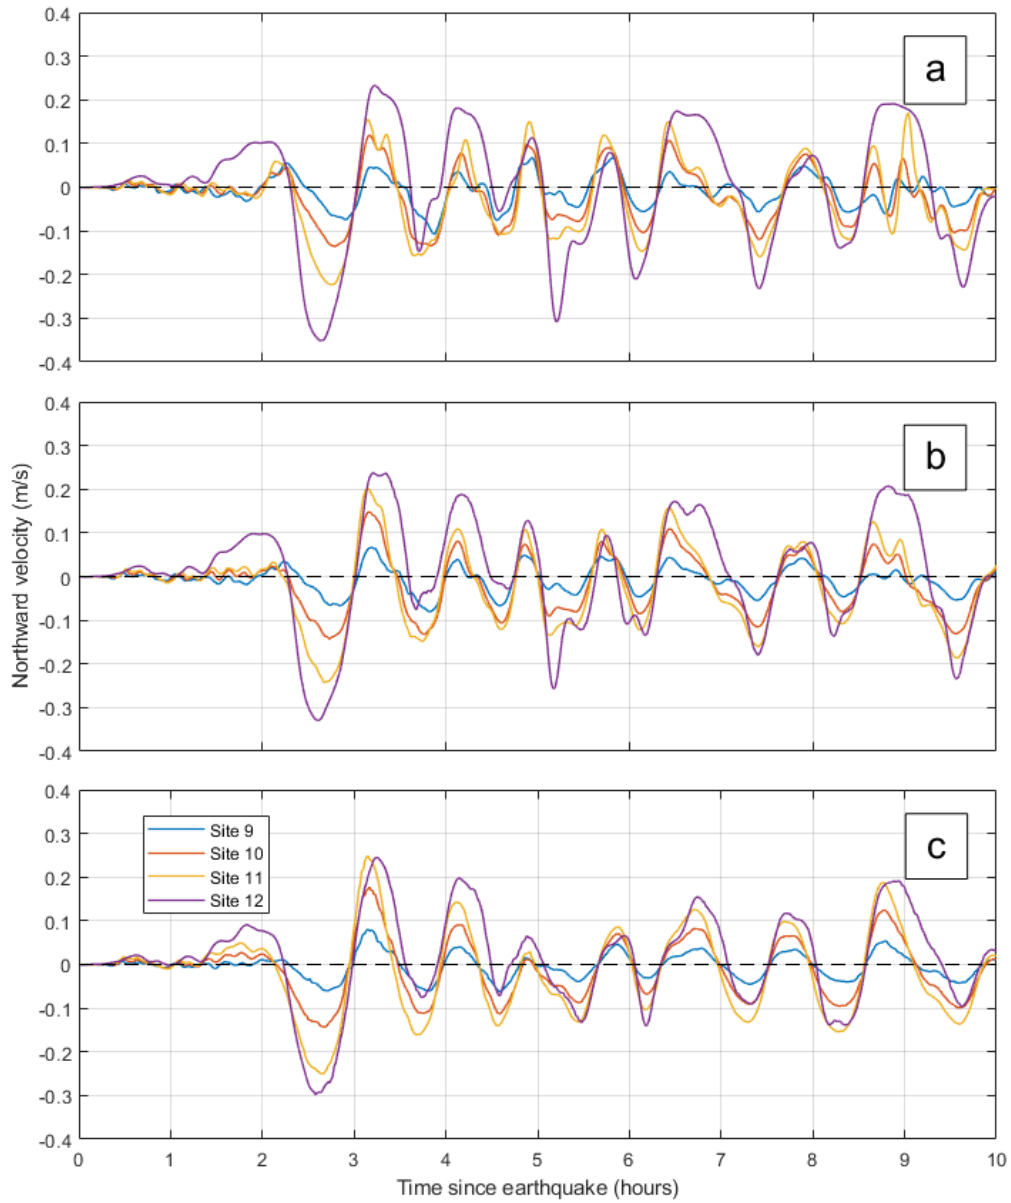 0.4
0.3
0.2
0.1
0
-0.1
-0.2
-0.3
-0.4
a
0.4
0.3
0.2
0.1
0
-0.1
-0.2
-0.3
-0.4
b
Northward velocity (m/s)
0.4
0.3
0.2
0.1
0
-0.1
-0.2
-0.3
-0.4
c
Site 9
Site 10
Site 11
Site 12
0 1 2 3 4 5 6 7 8 9 10
Time since earthquake (hours)